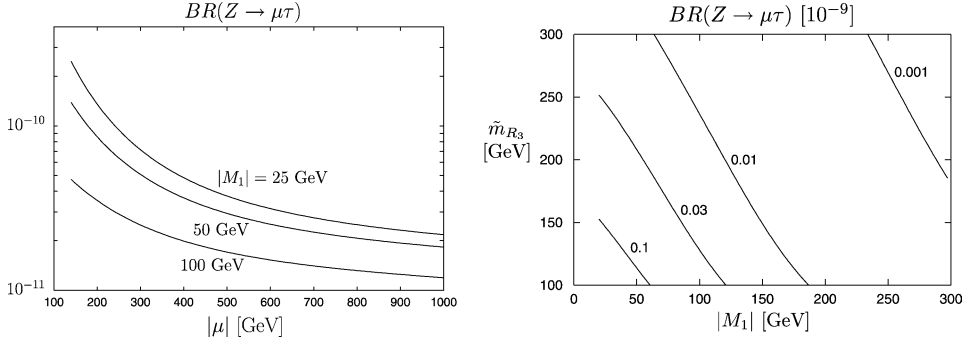 BR(Z → μτ)
10⁻¹⁰
10⁻¹¹
|M₁| = 25 GeV
50 GeV
100 GeV
100 200 300 400 500 600 700 800 900 1000
|μ| [GeV]
BR(Z → μτ) [10⁻⁹]
300
250
200
150
100
m̃_{R₃}
[GeV]
0.001
0.01
0.03
0.1
0 50 100 150 200 250 300
|M₁| [GeV]